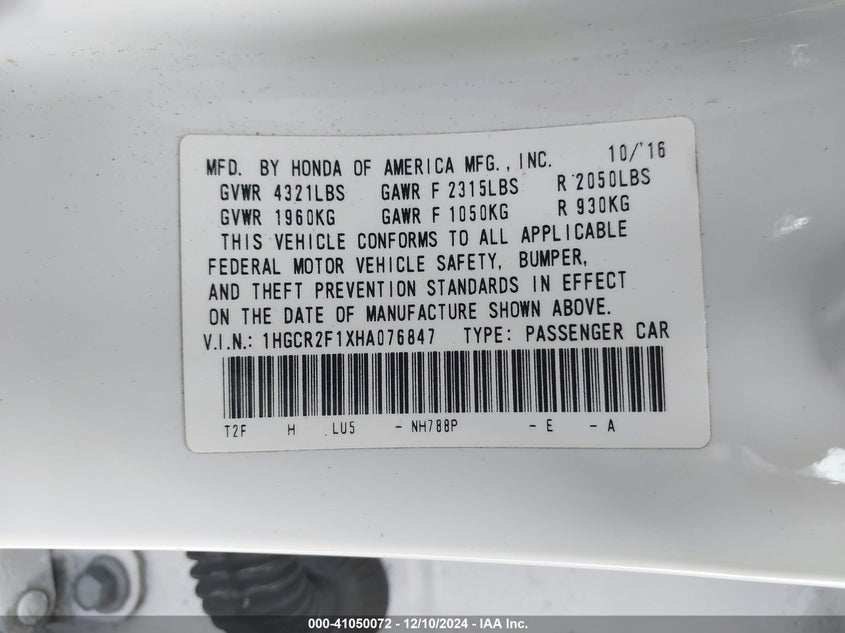 MFD. BY HONDA OF AMERICA MFG., INC. 10/'16
GVWR 4321LBS GAWR F 2315LBS R 2050LBS
GVWR 1960KG GAWR F 1050KG R 930KG
THIS VEHICLE CONFORMS TO ALL APPLICABLE
FEDERAL MOTOR VEHICLE SAFETY, BUMPER,
AND THEFT PREVENTION STANDARDS IN EFFECT
ON THE DATE OF MANUFACTURE SHOWN ABOVE.
V.I.N.: 1HGCR2F1XHA076847 TYPE: PASSENGER CAR
T2F H LU5 - NH788P - E - A
000-41050072 - 12/10/2024 - IAA Inc.